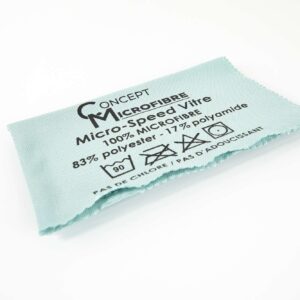 CONCEPT
MICROFIBRE
Micro-Speed Vitre
100% MICROFIBRE
83% polyester - 17% polyamide
90
PAS DE CHLORE / PAS D'ADOUCISSANT